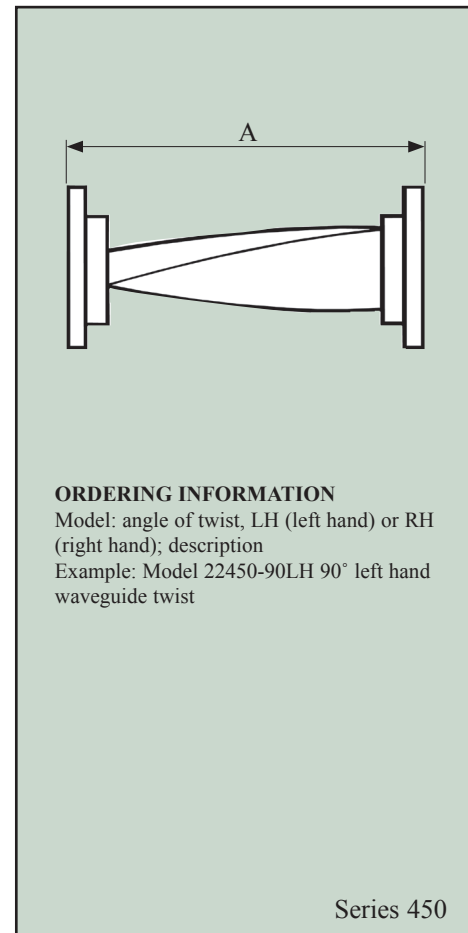 A
ORDERING INFORMATION
Model: angle of twist, LH (left hand) or RH
(right hand); description
Example: Model 22450-90LH 90˚ left hand
waveguide twist
Series 450